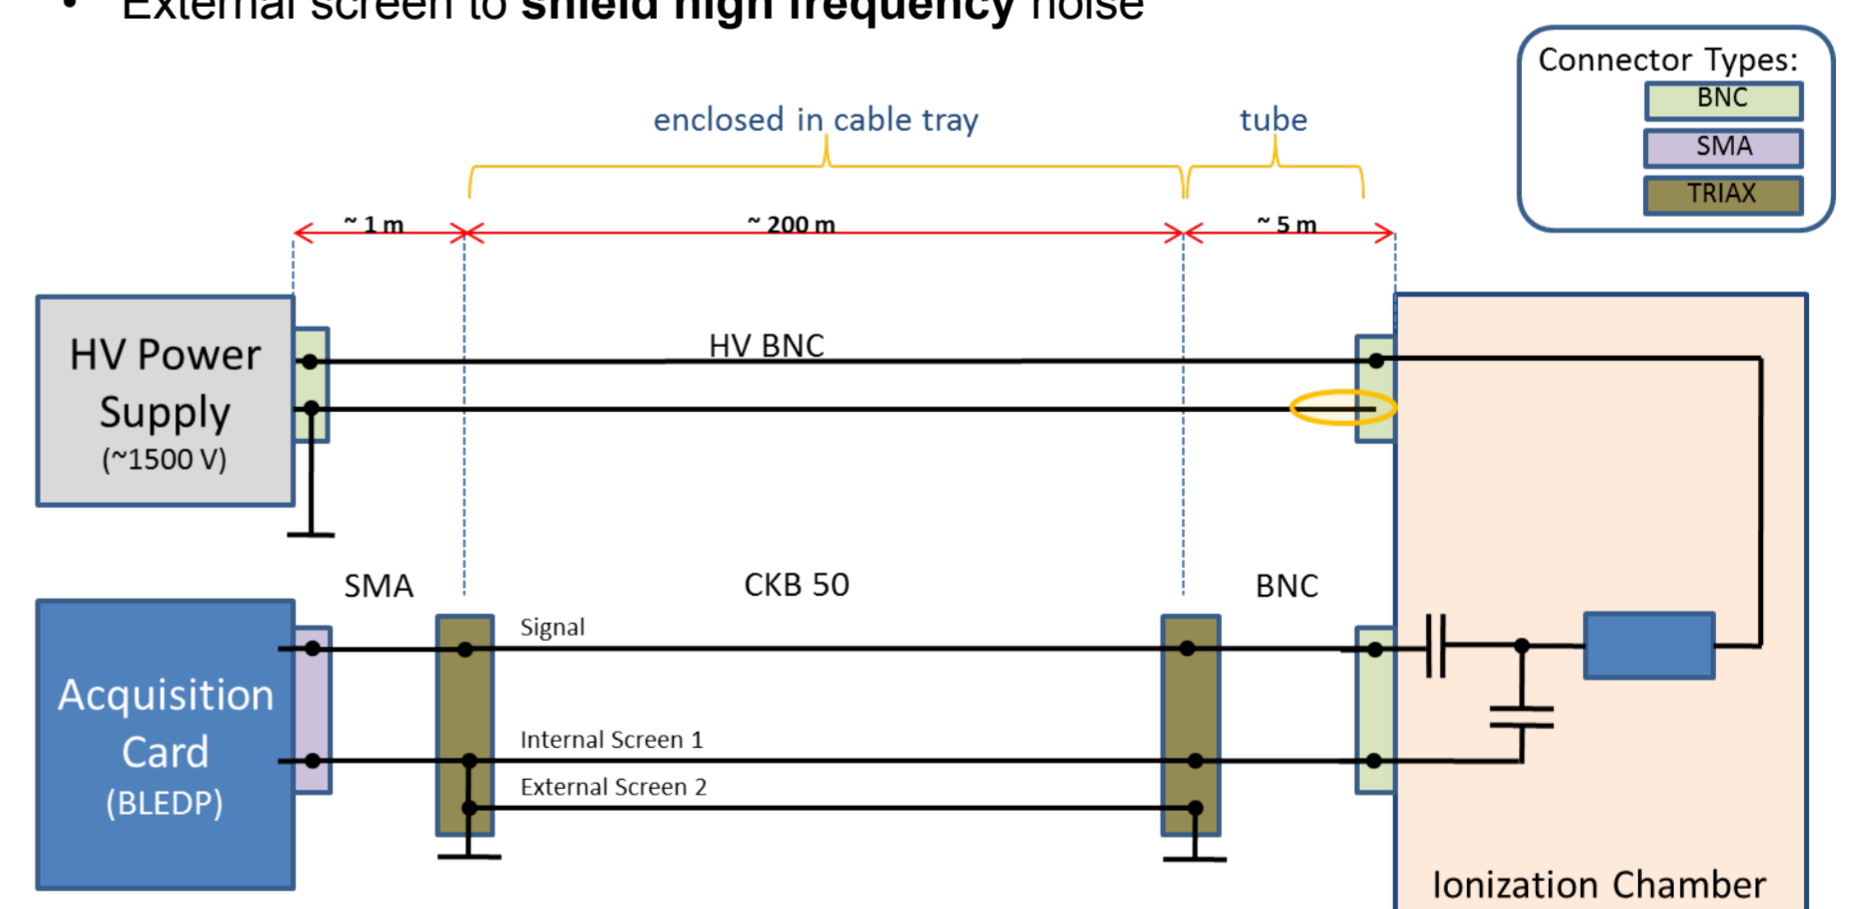 • External screen to shield high frequency noise
Connector Types:
BNC
SMA
TRIAX
enclosed in cable tray
tube
~ 1 m
~ 200 m
~ 5 m
HV Power
Supply
(~1500 V)
HV BNC
SMA
CKB 50
BNC
Signal
Acquisition
Card
(BLEDP)
Internal Screen 1
External Screen 2
Ionization Chamber